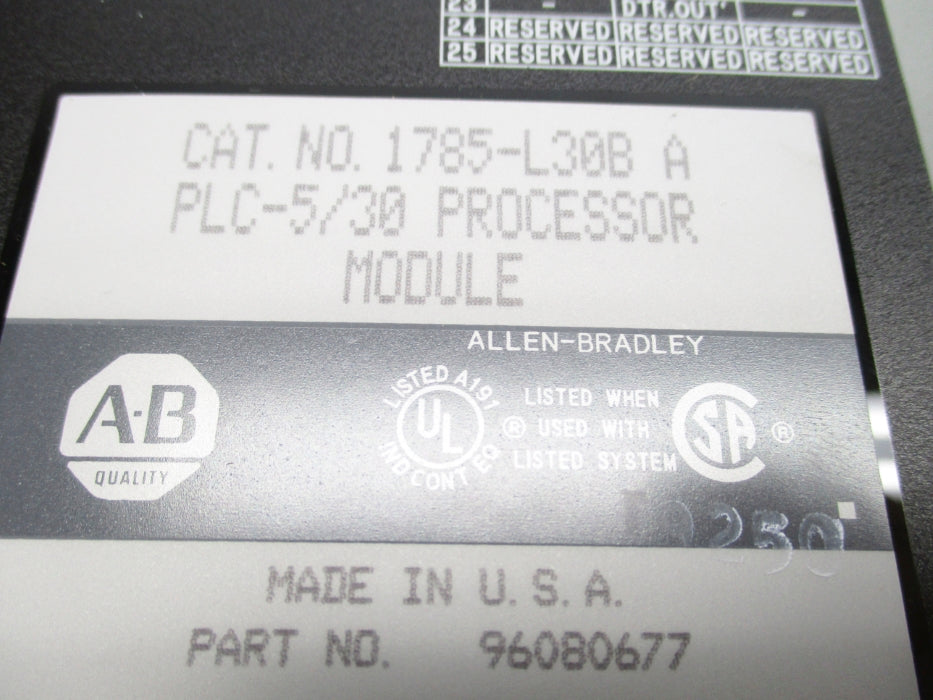 23 - DTR.OUT' -
24 RESERVED RESERVED RESERVED
25 RESERVED RESERVED RESERVED
CAT. NO. 1785-L30B A
PLC-5/30 PROCESSOR
MODULE
ALLEN-BRADLEY
A-B
QUALITY
LISTED A191
UL
IND CONT EQ
®
LISTED WHEN
USED WITH
LISTED SYSTEM
SA
®
250
MADE IN U.S.A.
PART NO. 96080677